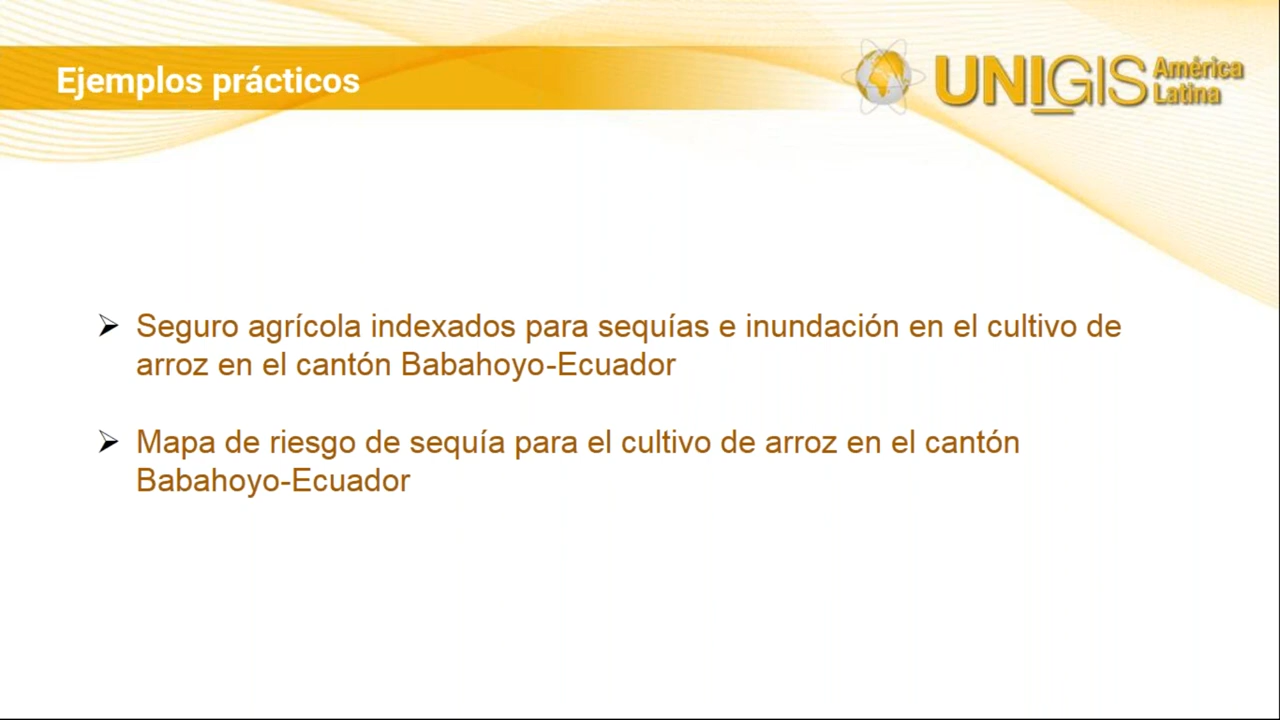 Ejemplos prácticos
UNIGIS América Latina
➢ Seguro agrícola indexados para sequías e inundación en el cultivo de
arroz en el cantón Babahoyo-Ecuador
➢ Mapa de riesgo de sequía para el cultivo de arroz en el cantón
Babahoyo-Ecuador